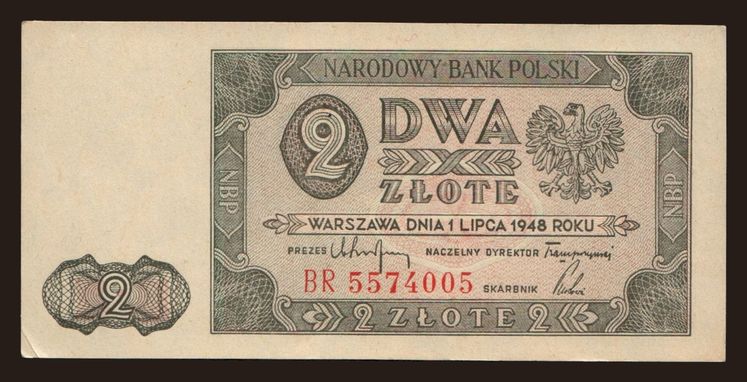 NARODOWY BANK POLSKI
2 DWA
ZŁOTE
NBP
NBP
WARSZAWA DNIA 1 LIPCA 1948 ROKU
PREZES NACZELNY DYREKTOR
BR 5574005 SKARBNIK
2
2 ZŁOTE 2